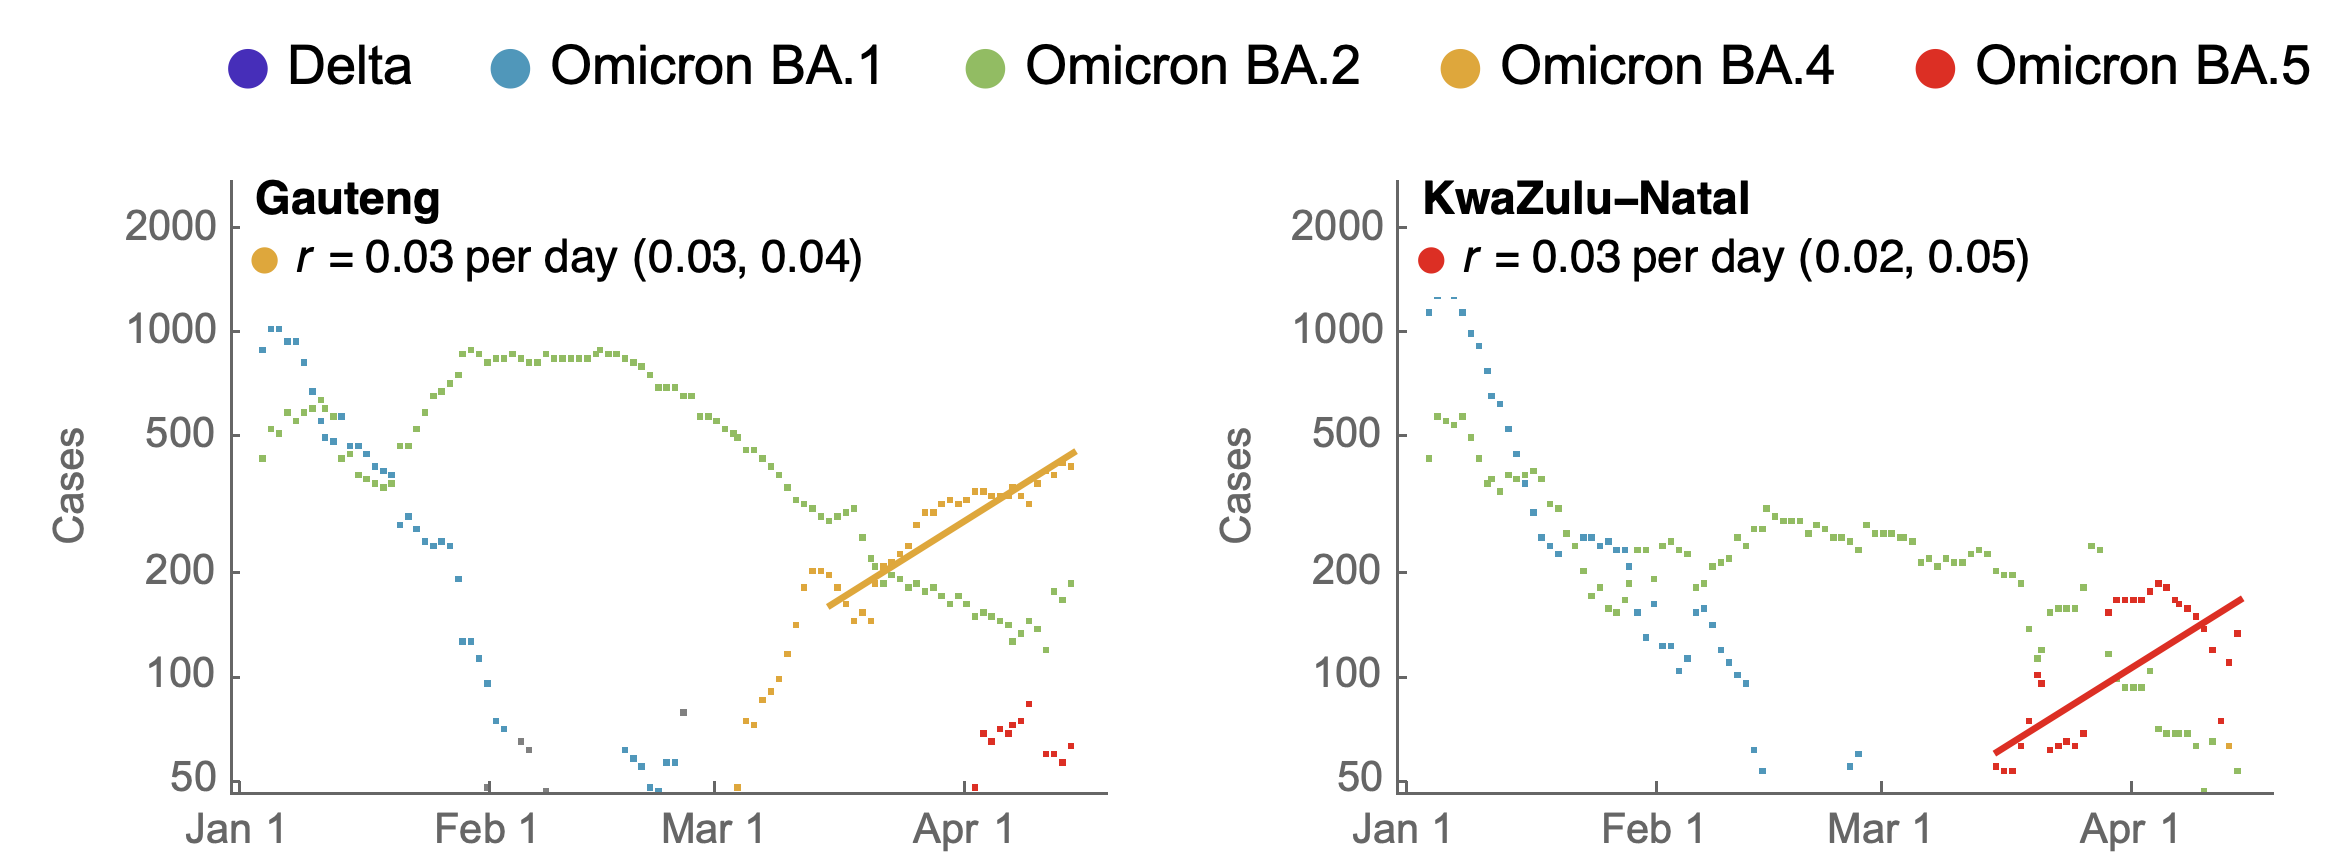 Delta Omicron BA.1 Omicron BA.2 Omicron BA.4 Omicron BA.5
Gauteng
r = 0.03 per day (0.03, 0.04)
2000
1000
500
200
100
50
Cases
Jan 1 Feb 1 Mar 1 Apr 1
KwaZulu–Natal
r = 0.03 per day (0.02, 0.05)
2000
1000
500
200
100
50
Cases
Jan 1 Feb 1 Mar 1 Apr 1